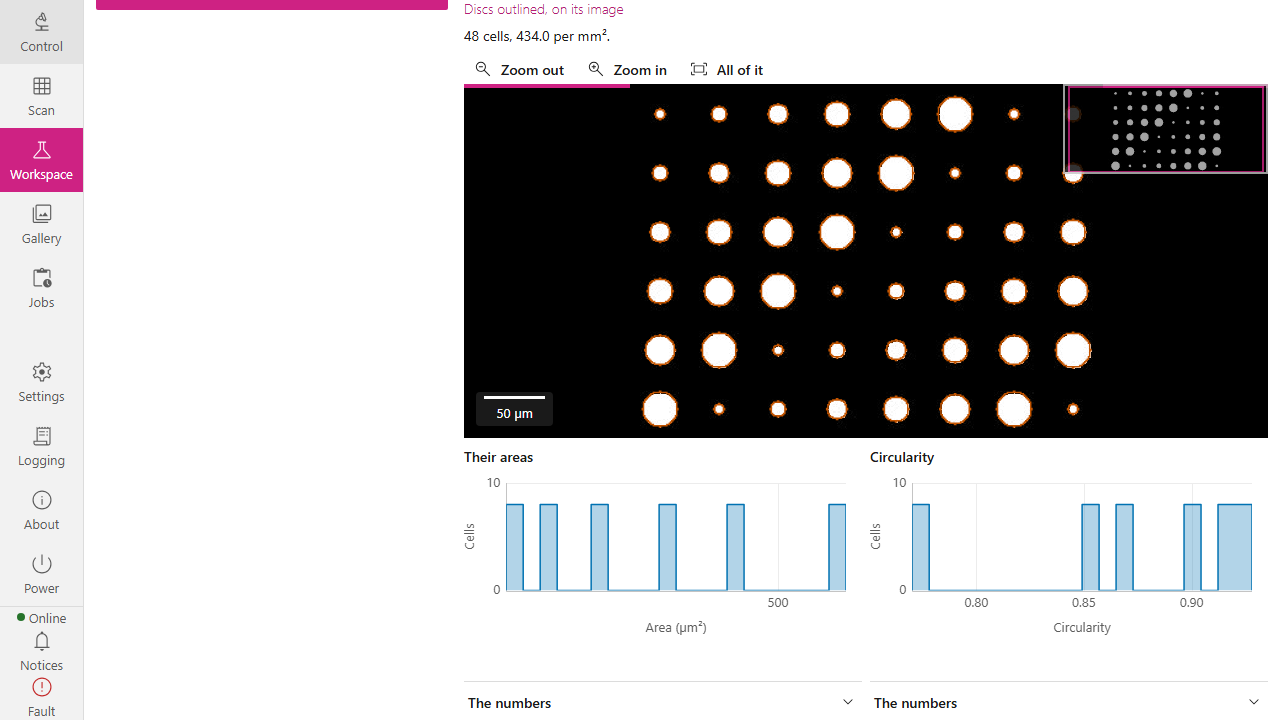 Control
Scan
Workspace
Gallery
Jobs
Settings
Logging
About
Power
Online
Notices
Fault
Discs outlined, on its image
48 cells, 434.0 per mm².
Zoom out Zoom in All of it
50 µm
Their areas
10
Cells
0
500
Area (µm²)
Circularity
10
Cells
0
0.80 0.85 0.90
Circularity
The numbers
The numbers